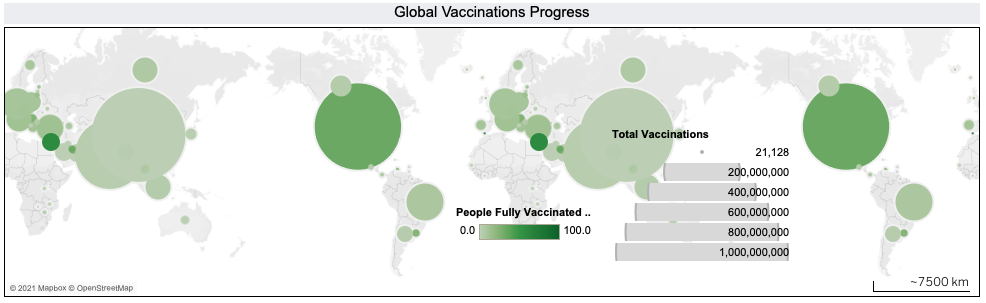 Global Vaccinations Progress
Total Vaccinations
21,128
200,000,000
400,000,000
600,000,000
800,000,000
1,000,000,000
People Fully Vaccinated ..
0.0 100.0
© 2021 Mapbox © OpenStreetMap
~7500 km